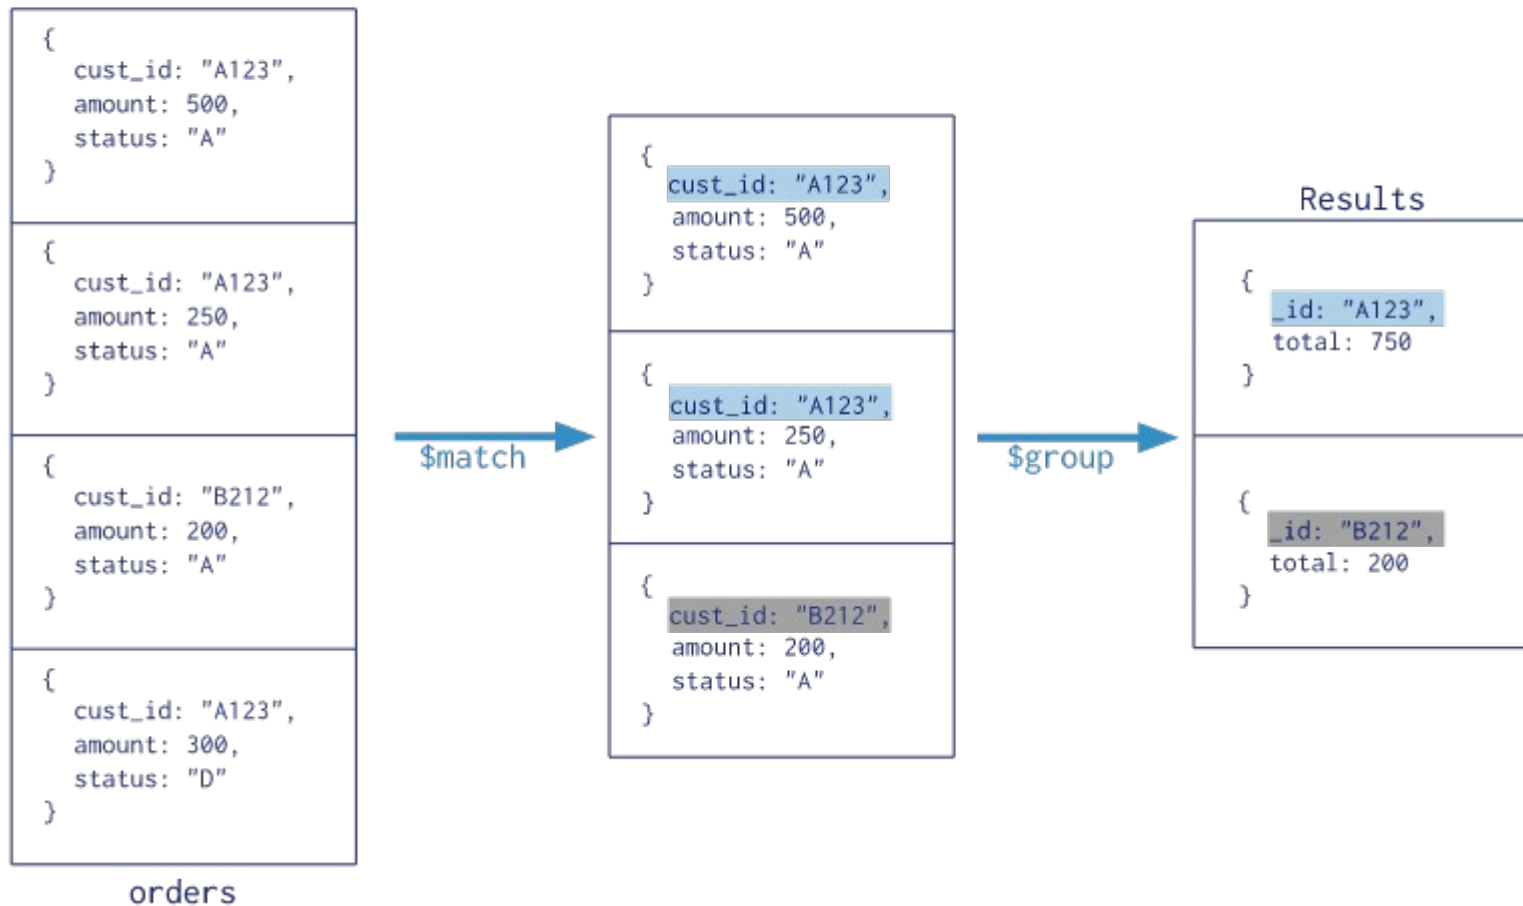 {
cust_id: "A123",
amount: 500,
status: "A"
}
{
cust_id: "A123",
amount: 250,
status: "A"
}
{
cust_id: "B212",
amount: 200,
status: "A"
}
{
cust_id: "A123",
amount: 300,
status: "D"
}
orders
$match
{
cust_id: "A123",
amount: 500,
status: "A"
}
{
cust_id: "A123",
amount: 250,
status: "A"
}
{
cust_id: "B212",
amount: 200,
status: "A"
}
$group
Results
{
_id: "A123",
total: 750
}
{
_id: "B212",
total: 200
}